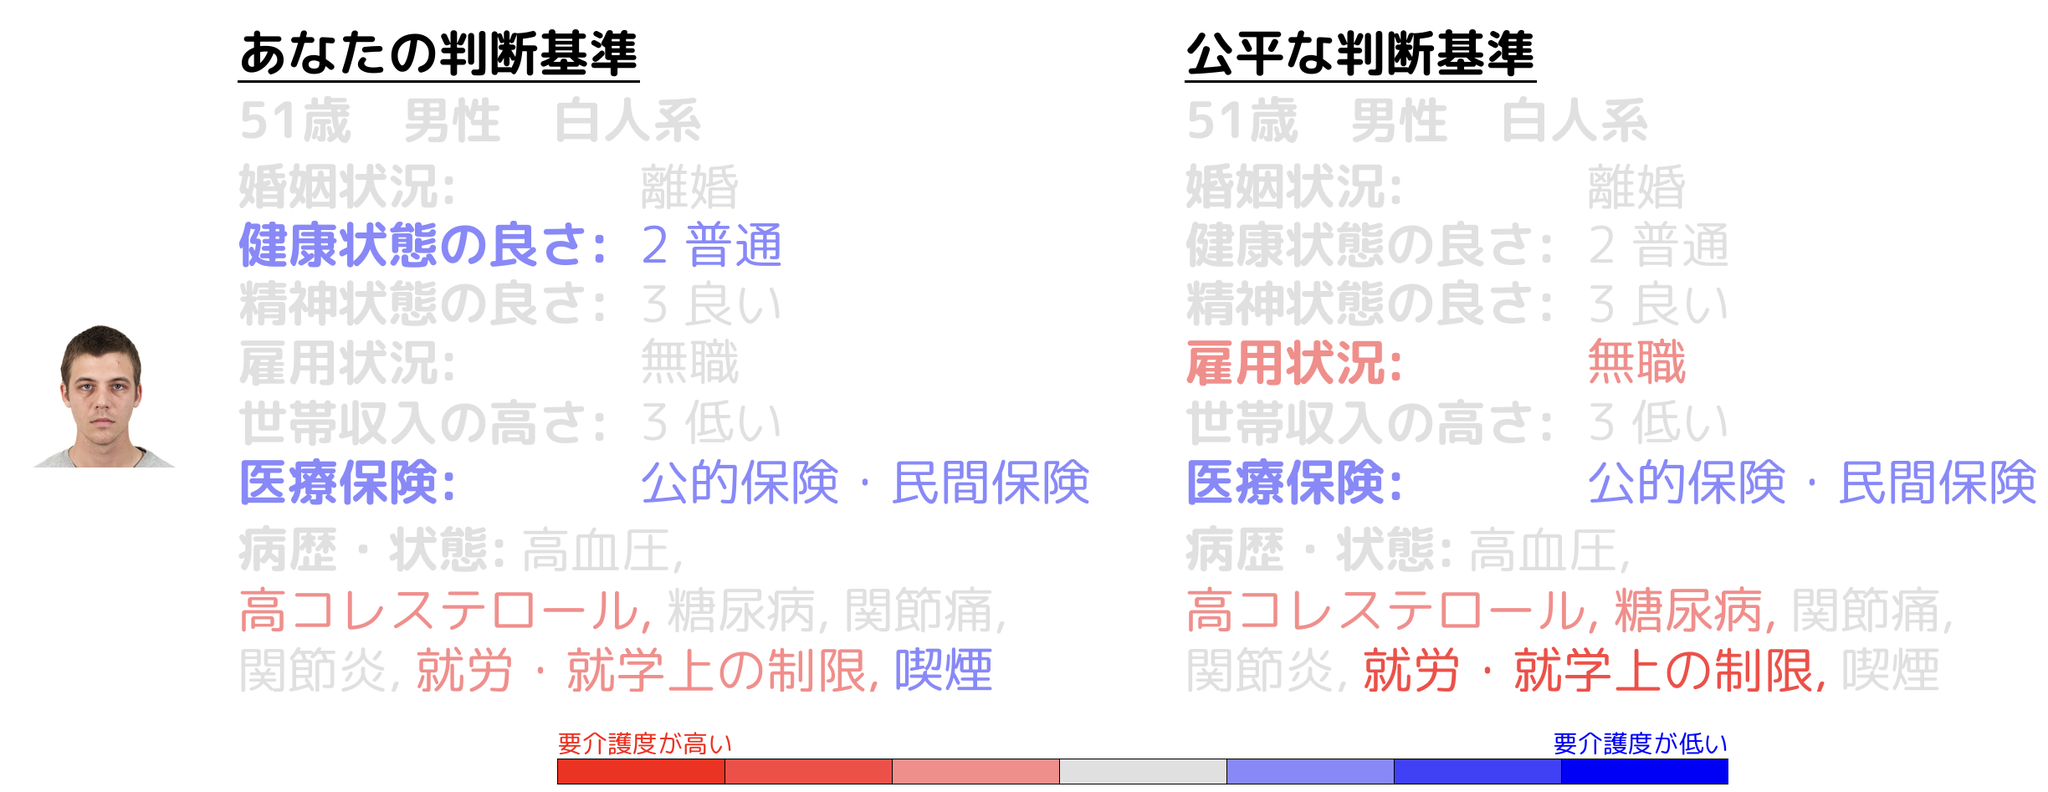 あなたの判断基準
51歳 男性 白人系
婚姻状況: 離婚
健康状態の良さ: 2 普通
精神状態の良さ: 3 良い
雇用状況: 無職
世帯収入の高さ: 3 低い
医療保険: 公的保険・民間保険
病歴・状態: 高血圧,
高コレステロール, 糖尿病, 関節痛,
関節炎, 就労・就学上の制限, 喫煙
公平な判断基準
51歳 男性 白人系
婚姻状況: 離婚
健康状態の良さ: 2 普通
精神状態の良さ: 3 良い
雇用状況: 無職
世帯収入の高さ: 3 低い
医療保険: 公的保険・民間保険
病歴・状態: 高血圧,
高コレステロール, 糖尿病, 関節痛,
関節炎, 就労・就学上の制限, 喫煙
要介護度が高い
要介護度が低い